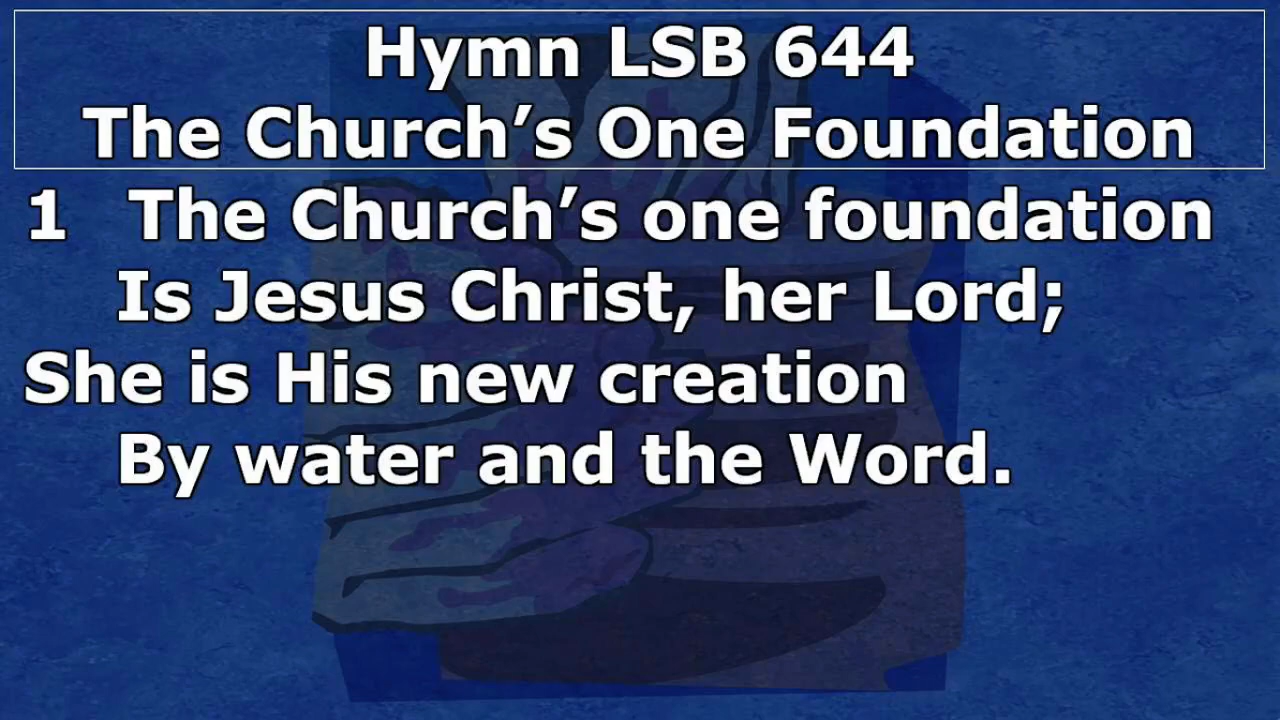 Hymn LSB 644
The Church’s One Foundation
1 The Church’s one foundation
Is Jesus Christ, her Lord;
She is His new creation
By water and the Word.